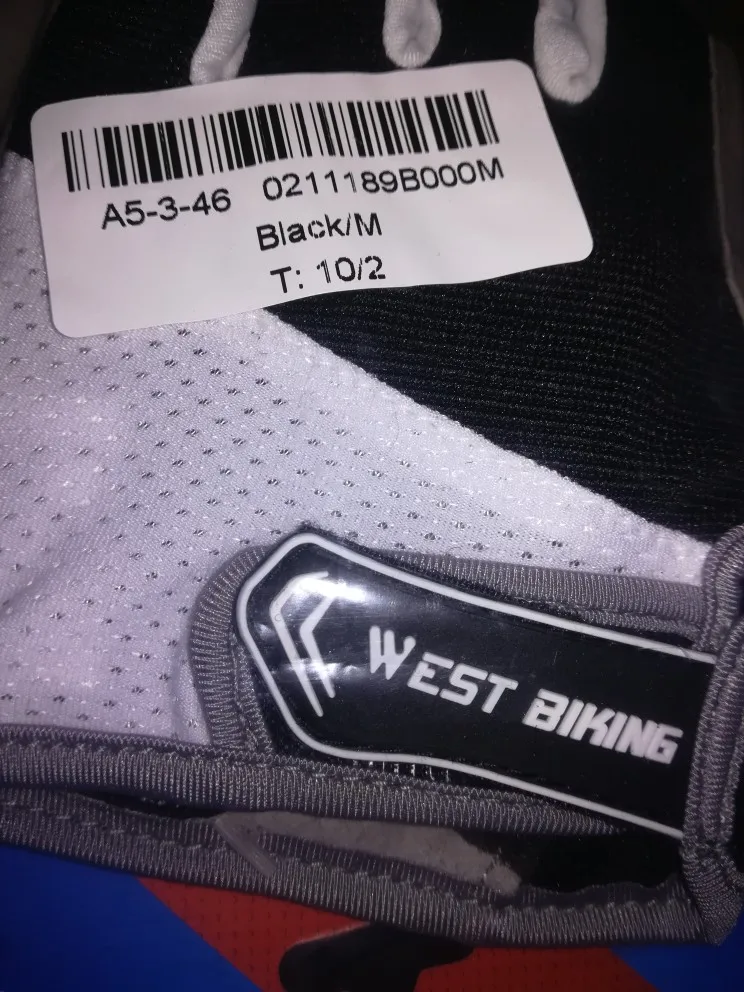 A5-3-46 0211189B000M
Black/M
T: 10/2
WEST BIKING